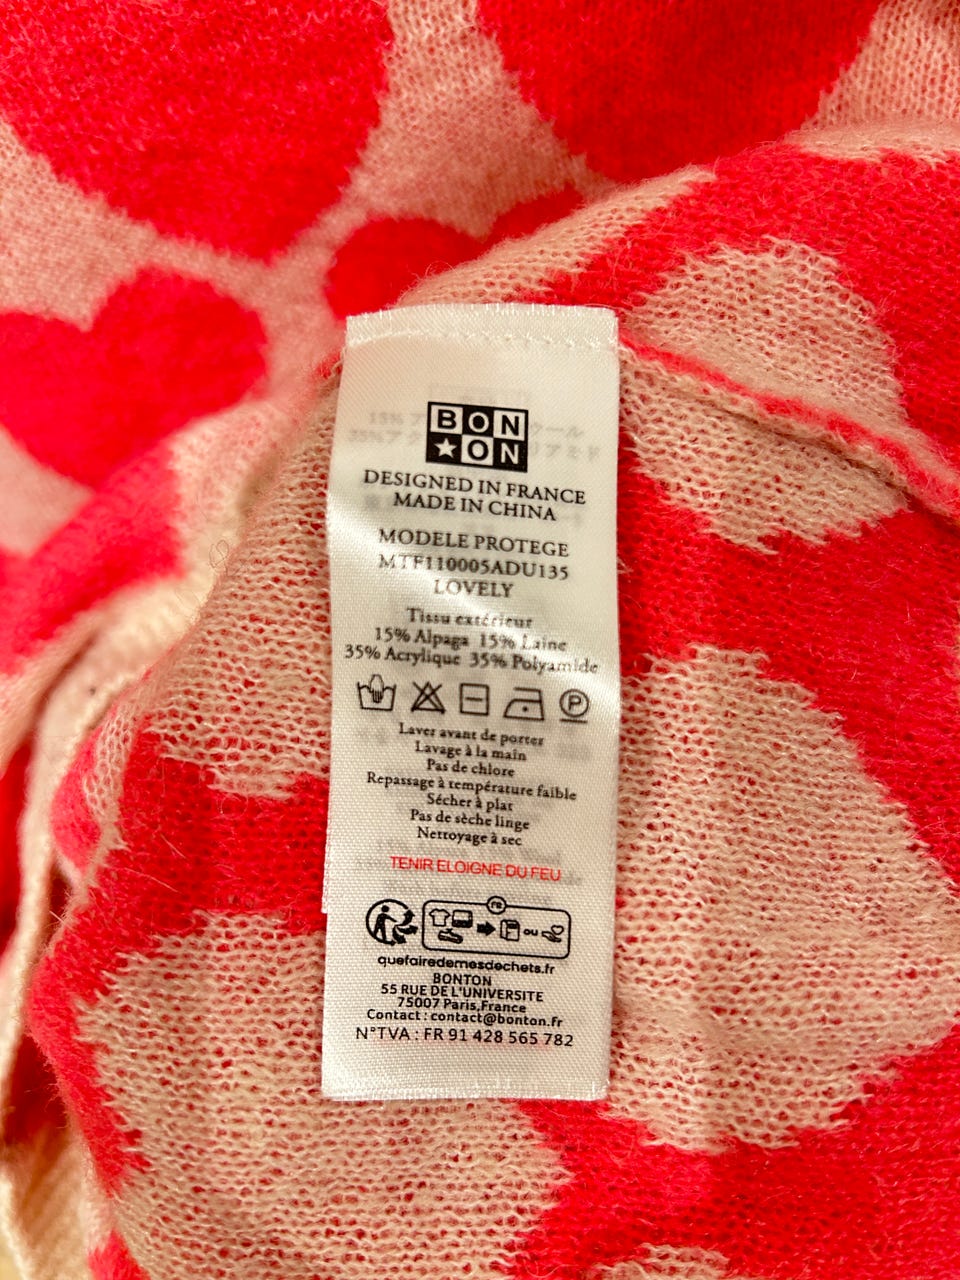 BON
★ON
DESIGNED IN FRANCE
MADE IN CHINA
MODELE PROTEGE
MTF110005ADU135
LOVELY
Tissu extérieur
15% Alpaga 15% Laine
35% Acrylique 35% Polyamide
P
Laver avant de porter
Lavage à la main
Pas de chlore
Repassage à température faible
Sécher à plat
Pas de sèche linge
Nettoyage à sec
TENIR ELOIGNE DU FEU
FR
OU
quefairedemesdechets.fr
BONTON
55 RUE DE L'UNIVERSITE
75007 Paris,France
Contact : contact@bonton.fr
N°TVA : FR 91 428 565 782